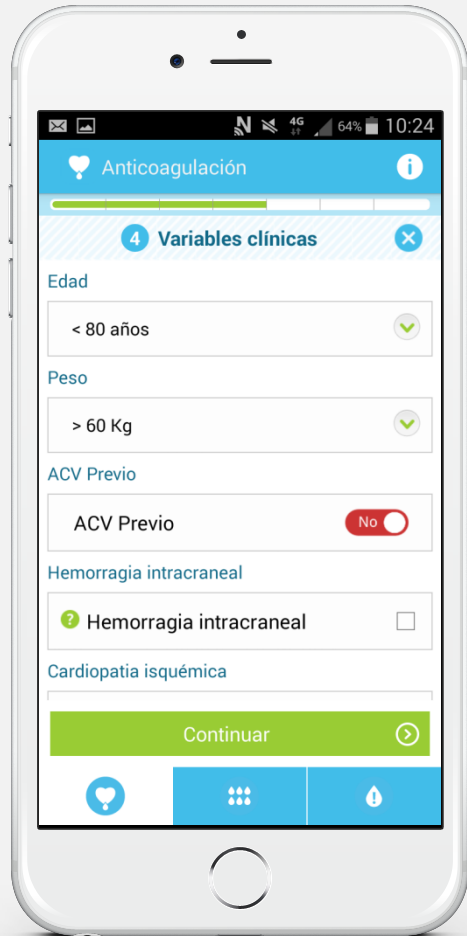 4G 64% 10:24
Anticoagulación i
4 Variables clínicas
Edad
< 80 años
Peso
> 60 Kg
ACV Previo
ACV Previo No
Hemorragia intracraneal
? Hemorragia intracraneal
Cardiopatia isquémica
Continuar